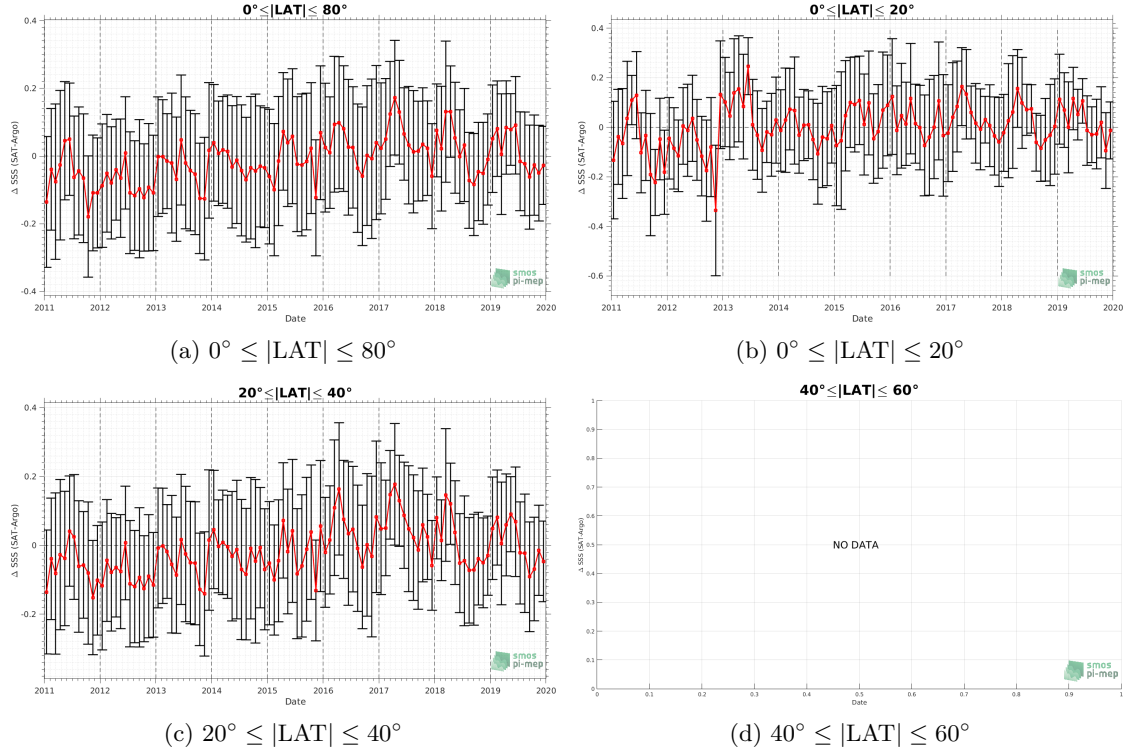 0°≤|LAT|≤ 80°
0.4
0.2
0
-0.2
-0.4
Δ SSS (SAT-Argo)
2011 2012 2013 2014 2015 2016 2017 2018 2019 2020
Date
smos
pi-mep
(a) 0° ≤ |LAT| ≤ 80°
0°≤|LAT|≤ 20°
0.4
0.2
0
-0.2
-0.4
-0.6
Δ SSS (SAT-Argo)
2011 2012 2013 2014 2015 2016 2017 2018 2019 2020
Date
smos
pi-mep
(b) 0° ≤ |LAT| ≤ 20°
20°≤|LAT|≤ 40°
0.4
0.2
0
-0.2
Δ SSS (SAT-Argo)
2011 2012 2013 2014 2015 2016 2017 2018 2019 2020
Date
smos
pi-mep
(c) 20° ≤ |LAT| ≤ 40°
40°≤|LAT|≤ 60°
1
0.9
0.8
0.7
0.6
0.5
0.4
0.3
0.2
0.1
0
Δ SSS (SAT-Argo)
NO DATA
0 0.1 0.2 0.3 0.4 0.5 0.6 0.7 0.8 0.9 1
Date
smos
pi-mep
(d) 40° ≤ |LAT| ≤ 60°